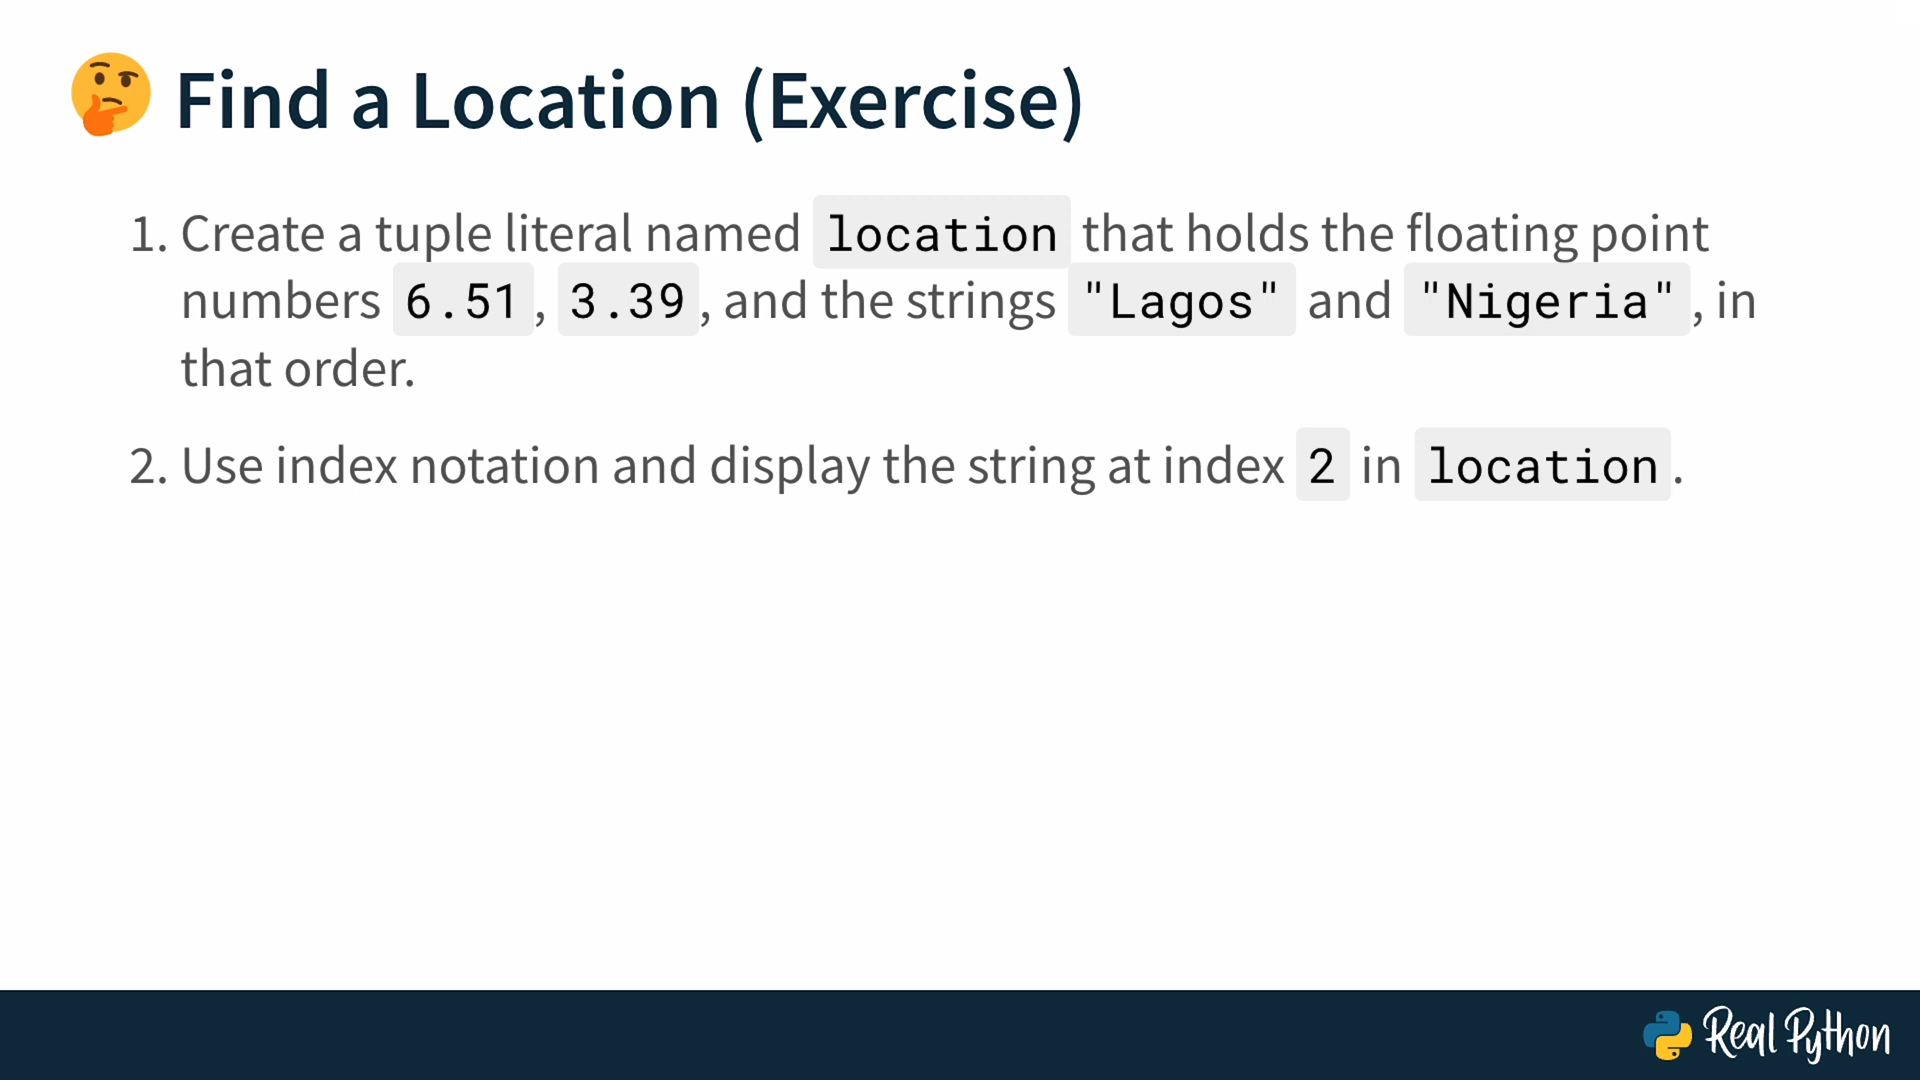 Find a Location (Exercise)
1. Create a tuple literal named location that holds the floating point
numbers 6.51, 3.39, and the strings "Lagos" and "Nigeria", in
that order.
2. Use index notation and display the string at index 2 in location.
Real Python